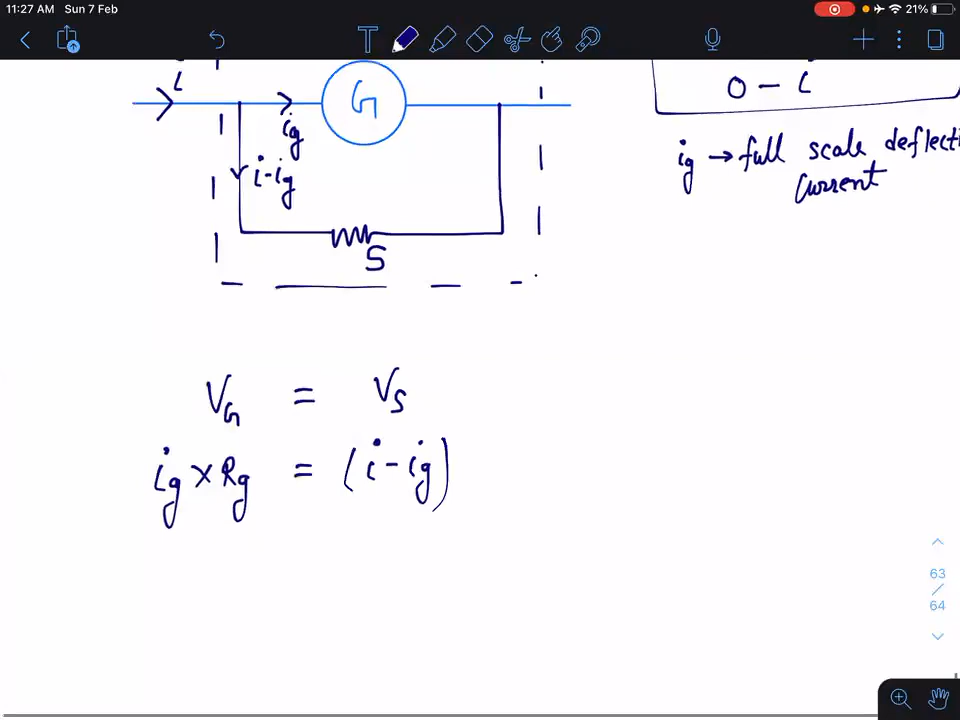 11:27 AM Sun 7 Feb
21%
T
i
G
0 - i
ig
ig → full scale deflecti
current
i-ig
S
VG = VS
ig × Rg = (i - ig)
63
/
64